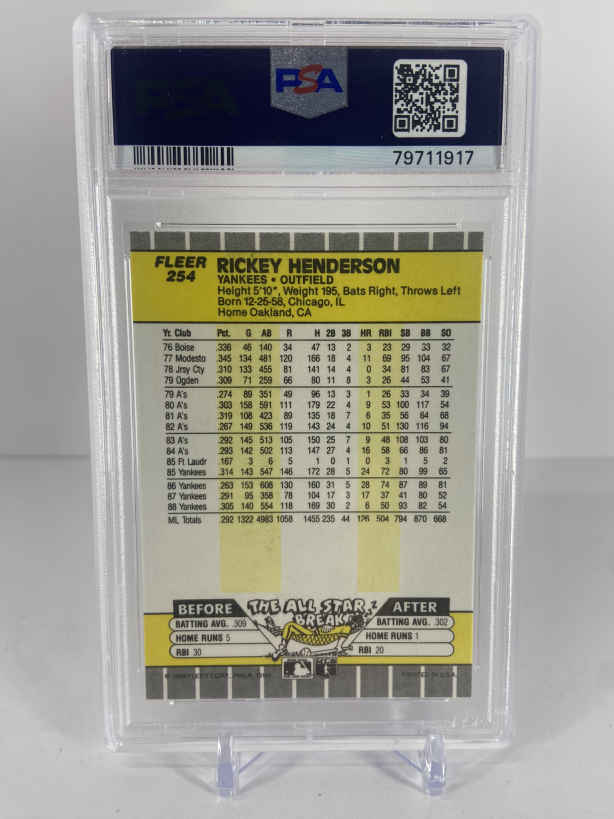 PSA
79711917
FLEER
254
RICKEY HENDERSON
YANKEES • OUTFIELD
Height 5'10", Weight 195, Bats Right, Throws Left
Born 12-25-58, Chicago, IL
Home Oakland, CA
Yr. Club Pct. G AB R H 2B 3B HR RBI SB BB SO
76 Boise .336 46 140 34 47 13 2 3 23 29 33 32
77 Modesto .345 134 481 120 166 18 4 11 69 95 104 67
78 Jrsy Cty .310 133 455 81 141 14 4 0 34 81 83 67
79 Ogden .309 71 259 66 80 11 8 3 26 44 53 41
79 A's .274 89 351 49 96 13 3 1 26 33 34 39
80 A's .303 158 591 111 179 22 4 9 53 100 117 54
81 A's .319 108 423 89 135 18 7 6 35 56 64 68
82 A's .267 149 536 119 143 24 4 10 51 130 116 94
83 A's .292 145 513 105 150 25 7 9 48 108 103 80
84 A's .293 142 502 113 147 27 4 16 58 66 86 81
85 Ft Laudr .167 3 6 5 1 0 1 0 3 1 5 2
85 Yankees .314 143 547 146 172 28 5 24 72 80 99 65
86 Yankees .263 153 608 130 160 31 5 28 74 87 89 81
87 Yankees .291 95 358 78 104 17 3 17 37 41 80 52
88 Yankees .305 140 554 118 169 30 2 6 50 93 82 54
ML Totals .292 1322 4983 1058 1455 235 44 126 504 794 870 668
BEFORE THE ALL STAR BREAK AFTER
BATTING AVG. .309 BATTING AVG. .302
HOME RUNS 5 HOME RUNS 1
RBI 30 RBI 20
PRINTED IN U.S.A.